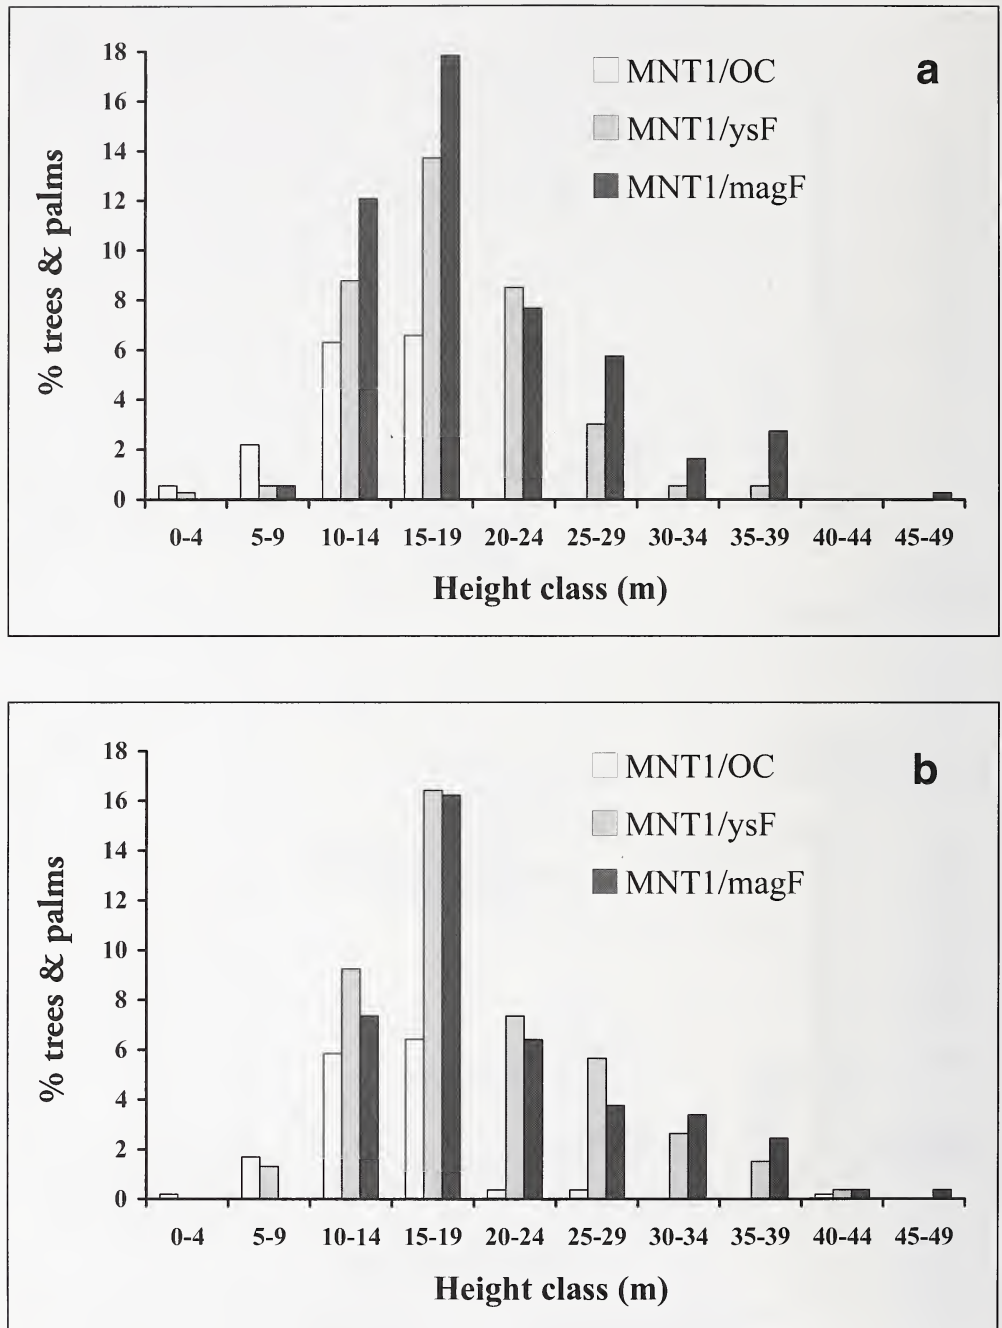 a
MNT1/OC
MNT1/ysF
MNT1/magF
18
16
14
12
10
8
6
4
2
0
% trees & palms
0-4 5-9 10-14 15-19 20-24 25-29 30-34 35-39 40-44 45-49
Height class (m)
b
MNT1/OC
MNT1/ysF
MNT1/magF
18
16
14
12
10
8
6
4
2
0
% trees & palms
0-4 5-9 10-14 15-19 20-24 25-29 30-34 35-39 40-44 45-49
Height class (m)